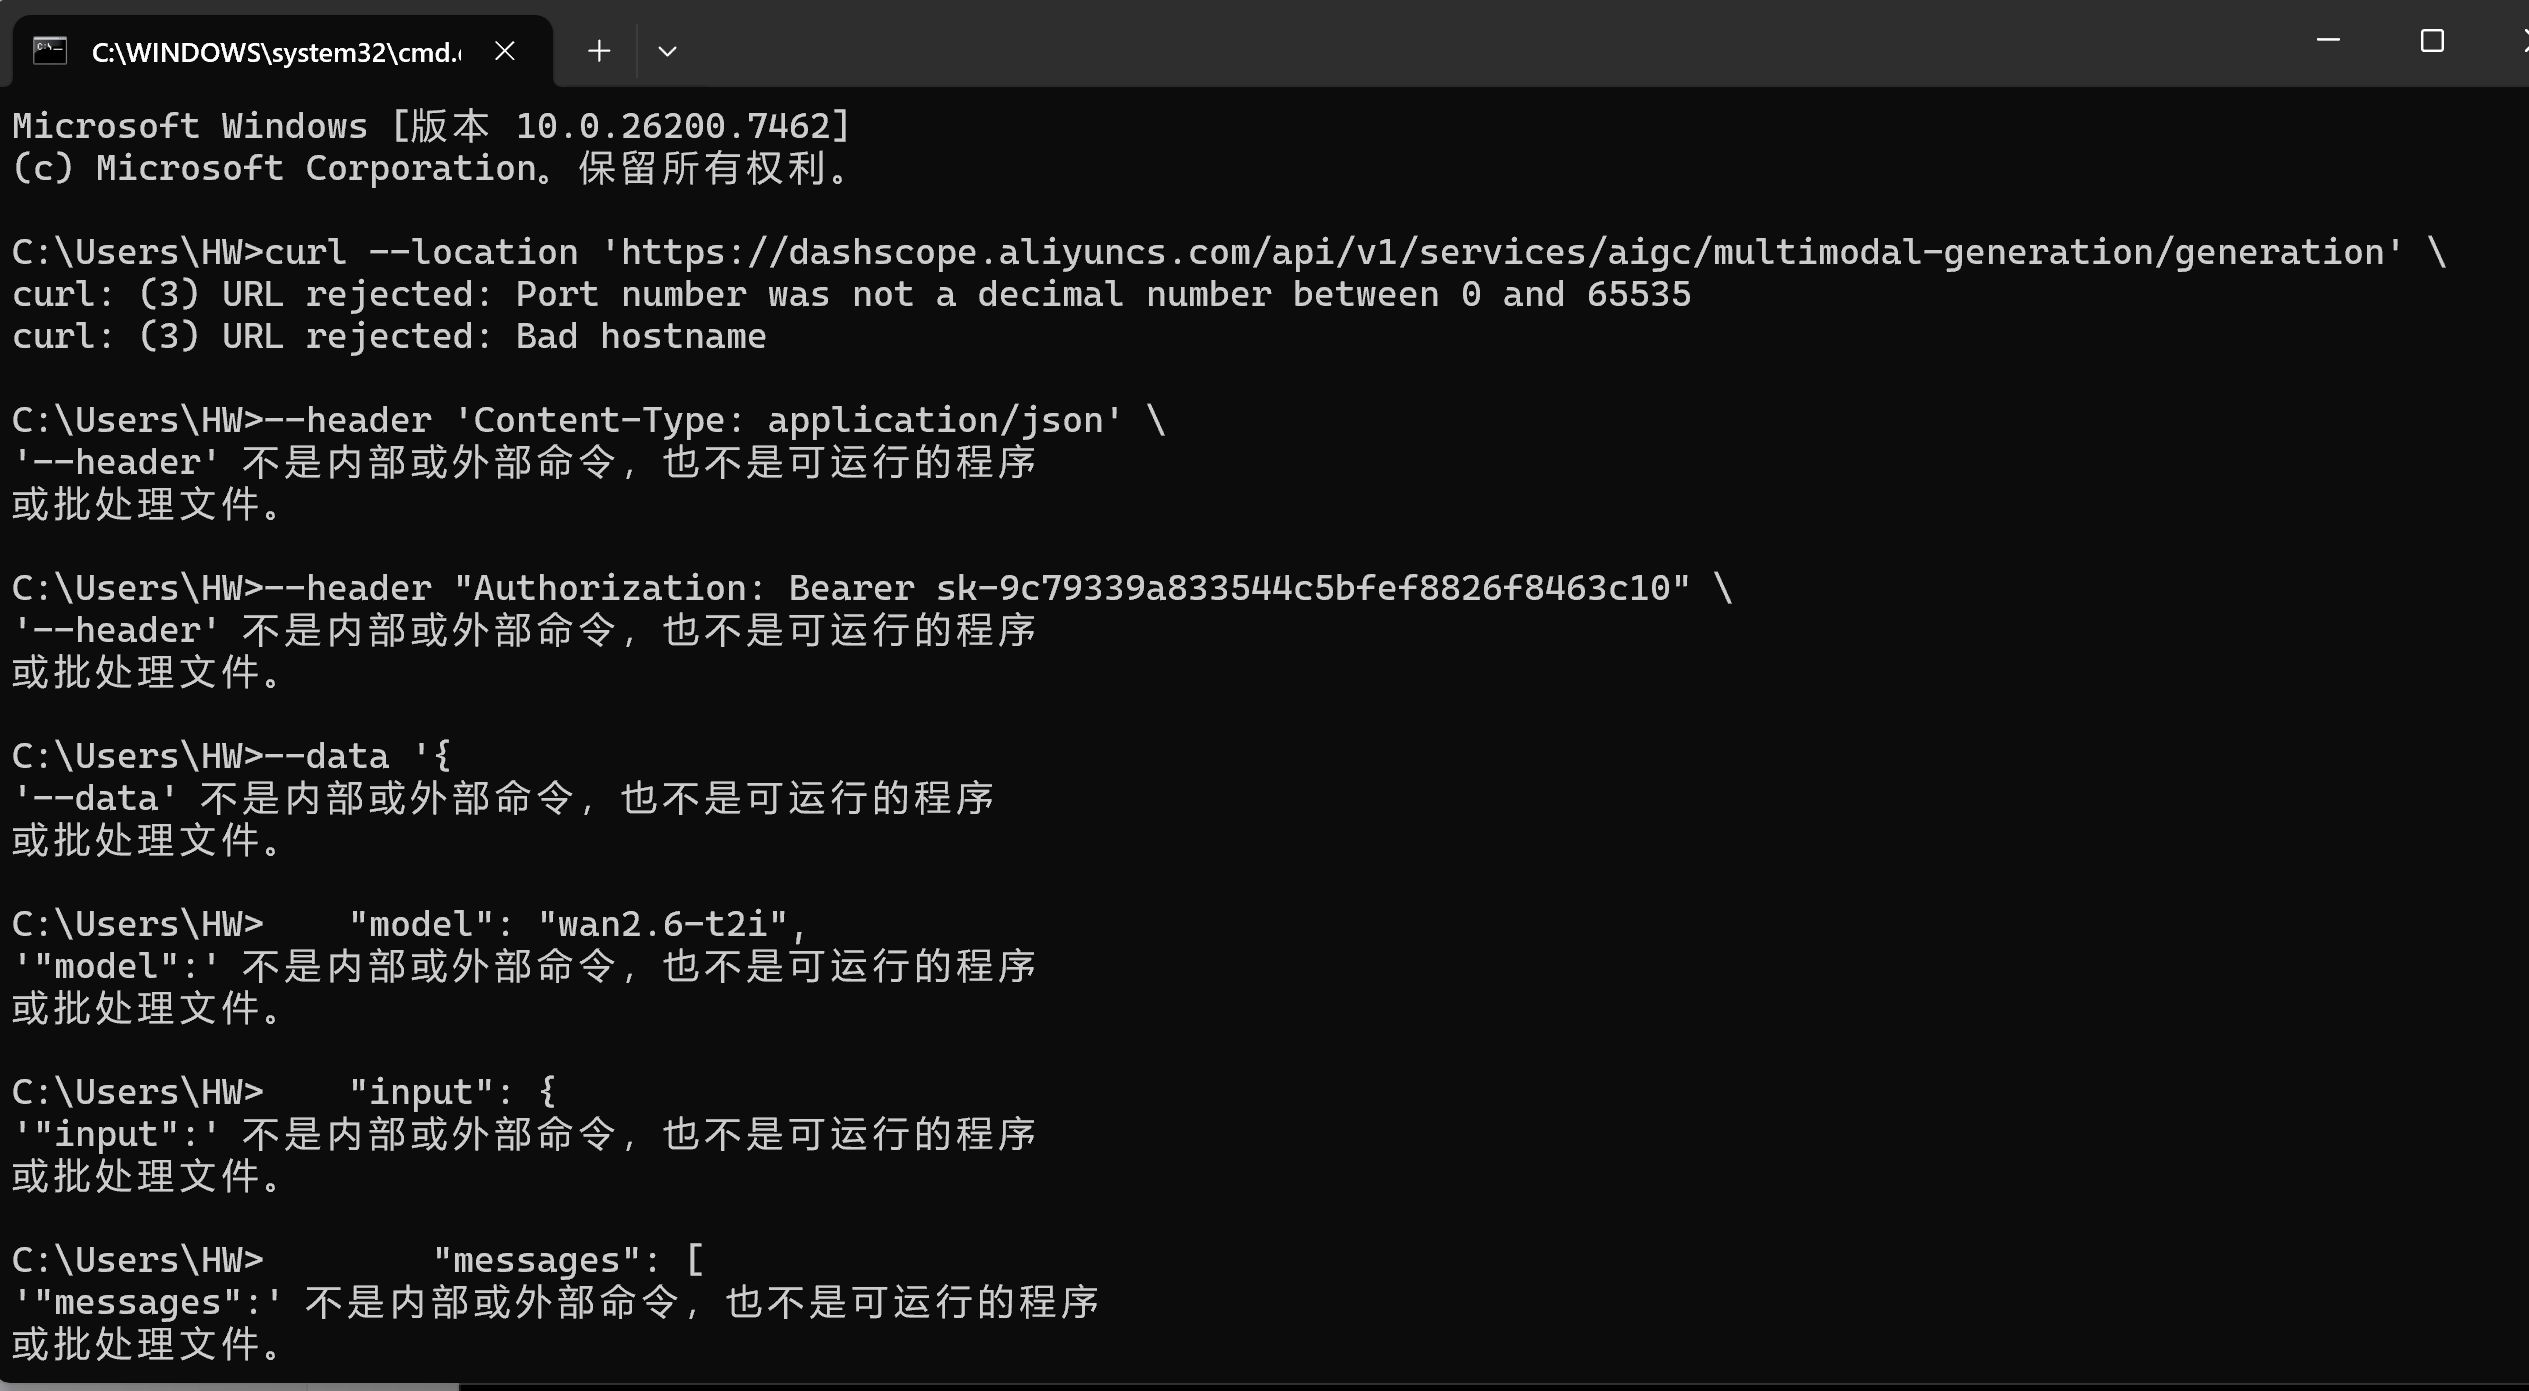 C:\WINDOWS\system32\cmd.
Microsoft Windows [版本 10.0.26200.7462]
(c) Microsoft Corporation。保留所有权利。
C:\Users\HW>curl --location 'https://dashscope.aliyuncs.com/api/v1/services/aigc/multimodal-generation/generation' \
curl: (3) URL rejected: Port number was not a decimal number between 0 and 65535
curl: (3) URL rejected: Bad hostname
C:\Users\HW>--header 'Content-Type: application/json' \
'--header' 不是内部或外部命令，也不是可运行的程序
或批处理文件。
C:\Users\HW>--header "Authorization: Bearer sk-9c79339a833544c5bfef8826f8463c10" \
'--header' 不是内部或外部命令，也不是可运行的程序
或批处理文件。
C:\Users\HW>--data '{
'--data' 不是内部或外部命令，也不是可运行的程序
或批处理文件。
C:\Users\HW>    "model": "wan2.6-t2i",
'"model":' 不是内部或外部命令，也不是可运行的程序
或批处理文件。
C:\Users\HW>    "input": {
'"input":' 不是内部或外部命令，也不是可运行的程序
或批处理文件。
C:\Users\HW>        "messages": [
'"messages":' 不是内部或外部命令，也不是可运行的程序
或批处理文件。